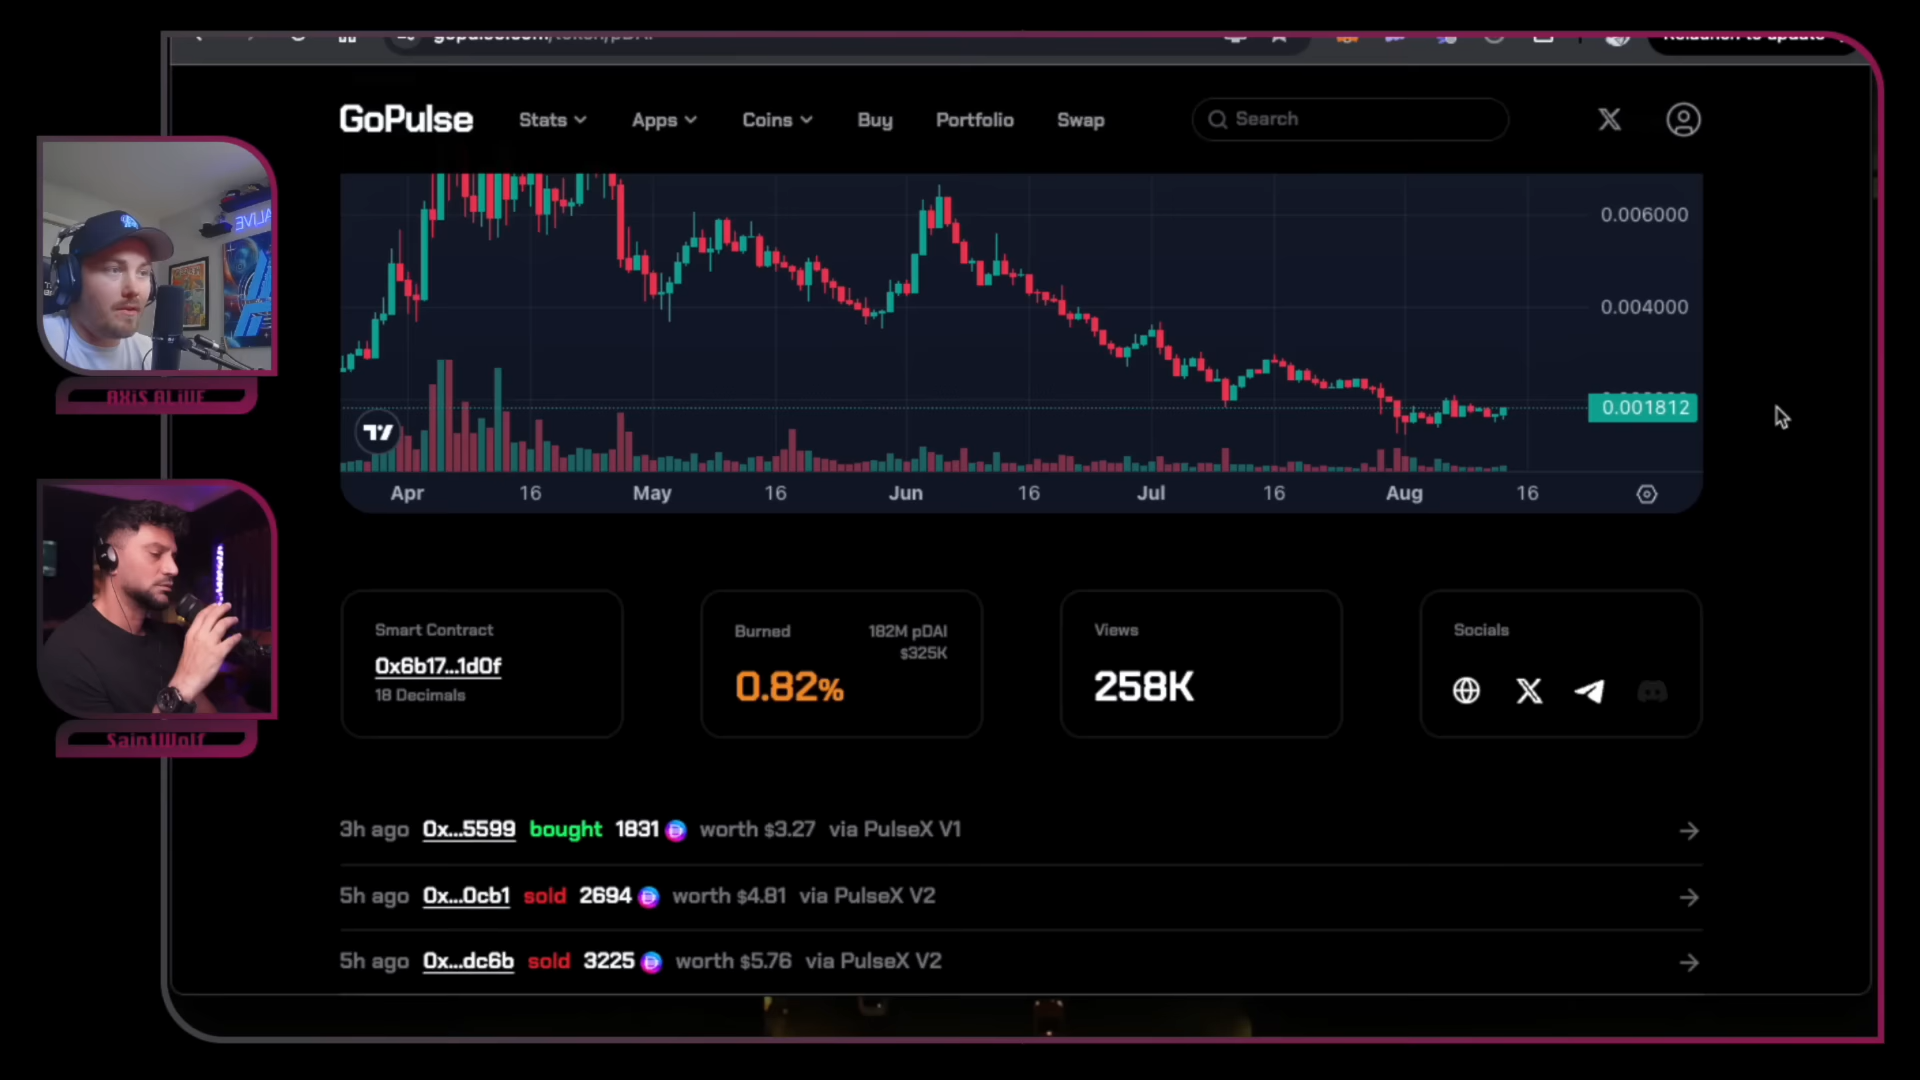 GoPulse Stats Apps Coins Buy Portfolio Swap Search
0.006000
0.004000
0.001812
Apr 16 May 16 Jun 16 Jul 16 Aug 16
Smart Contract
0x6b17...1d0f
18 Decimals
Burned 182M pDAI
$325K
0.82%
Views
258K
Socials
3h ago 0x...5599 bought 1831 worth $3.27 via PulseX V1
5h ago 0x...0cb1 sold 2694 worth $4.81 via PulseX V2
5h ago 0x...dc6b sold 3225 worth $5.76 via PulseX V2
AXiS ALiVE
SaintWolf